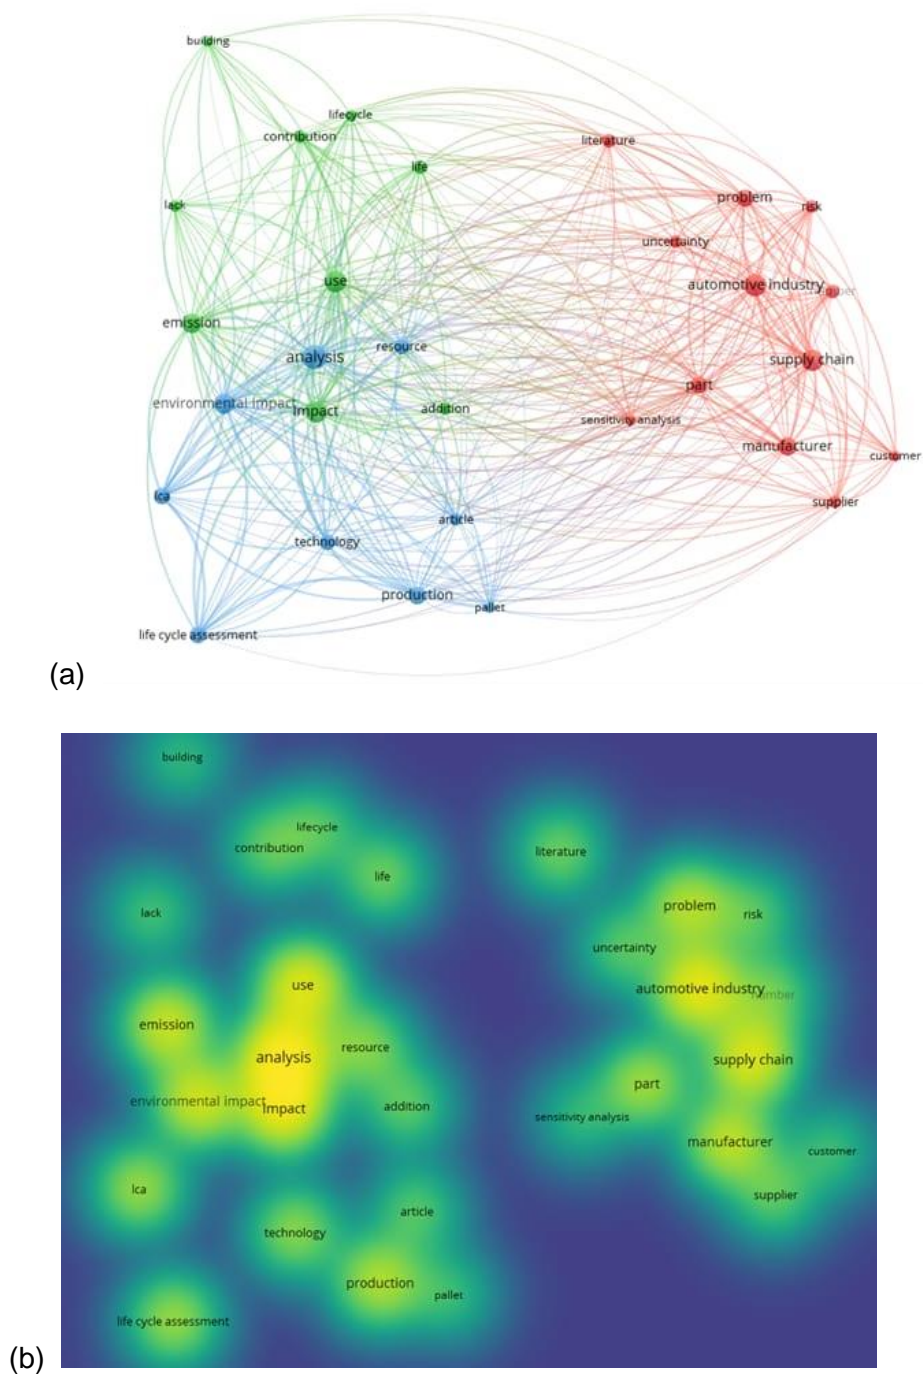 building
lifecycle
contribution
literature
life
problem
lack
risk
uncertainty
use
automotive industry
number
emission
resource
analysis
supply chain
part
environmental impact
impact
addition
sensitivity analysis
manufacturer
customer
lca
supplier
article
technology
production
pallet
life cycle assessment
(a)
building
lifecycle
contribution
literature
life
problem
lack
risk
uncertainty
use
automotive industry
number
emission
resource
analysis
supply chain
part
environmental impact
impact
addition
sensitivity analysis
manufacturer
customer
lca
supplier
article
technology
production
pallet
life cycle assessment
(b)